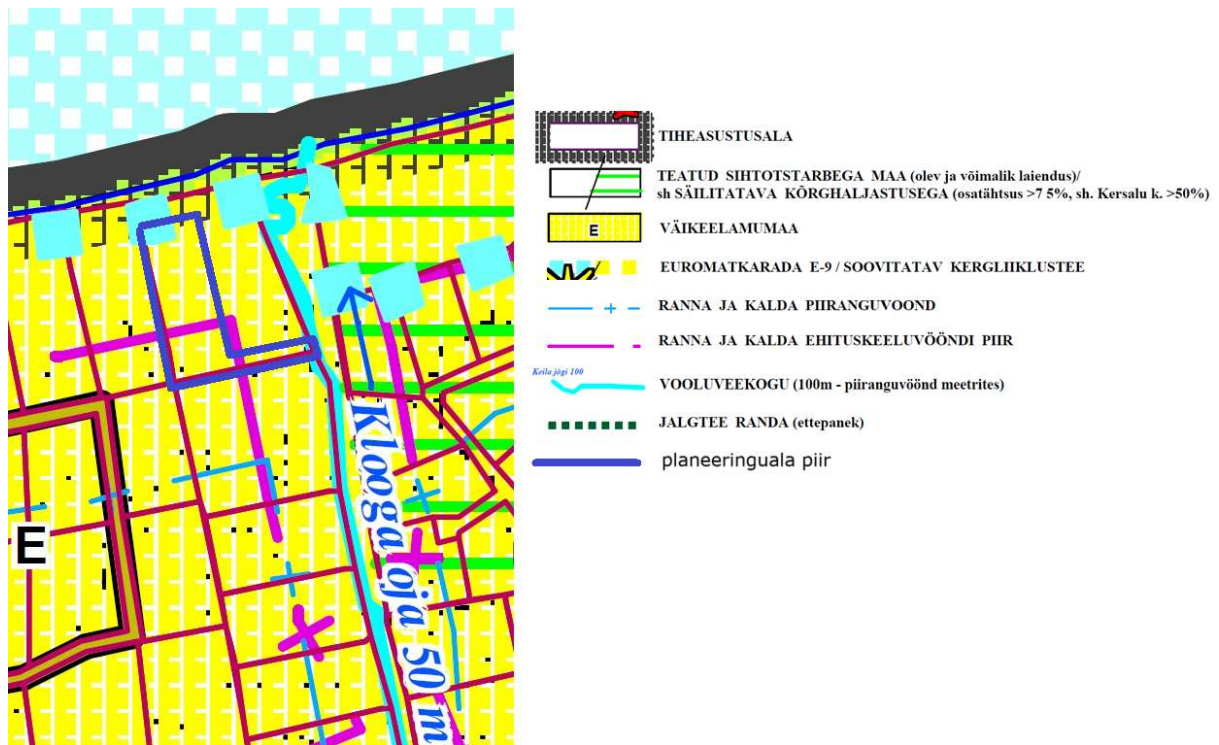 E
Klooga oja 50 m
TIHEASUSTUSALA
TEATUD SIHTOTSTARBEGA MAA (olev ja võimalik laiendus)/
sh SÄILITATAVA KÕRGHALJASTUSEGA (osatähtsus >7 5%, sh. Kersalu k. >50%)
E
VÄIKEELAMUMAA
EUROMATKARADA E-9 / SOOVITATAV KERGLIIKLUSTEE
RANNA JA KALDA PIIRANGUVOOND
RANNA JA KALDA EHITUSKEELUVÖÖNDI PIIR
Keila jõgi 100
VOOLUVEEKOGU (100m - piiranguvöönd meetrites)
JALGTEE RANDA (ettepanek)
planeeringuala piir